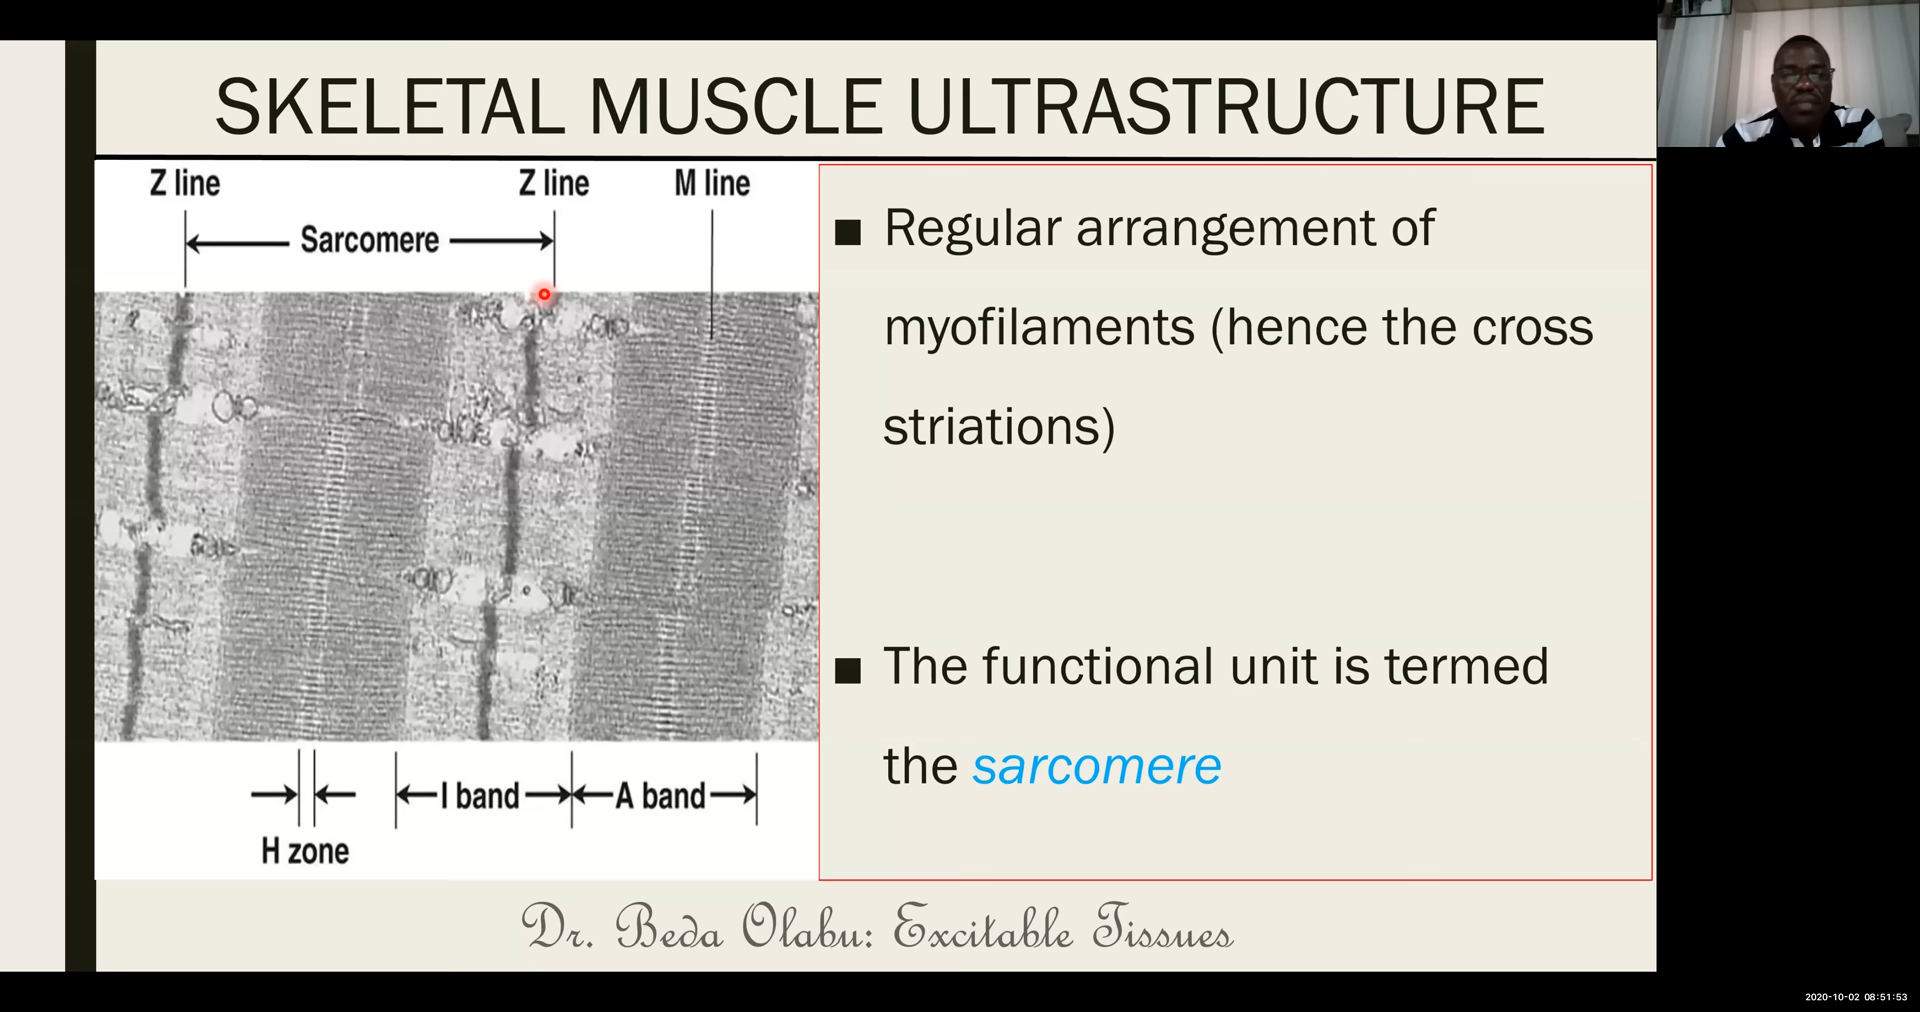 SKELETAL MUSCLE ULTRASTRUCTURE
Z line
Z line
M line
Sarcomere
I band
A band
H zone
■ Regular arrangement of
myofilaments (hence the cross
striations)
■ The functional unit is termed
the sarcomere
Dr. Beda Olabu: Excitable Tissues
2020-10-02 08:51:53